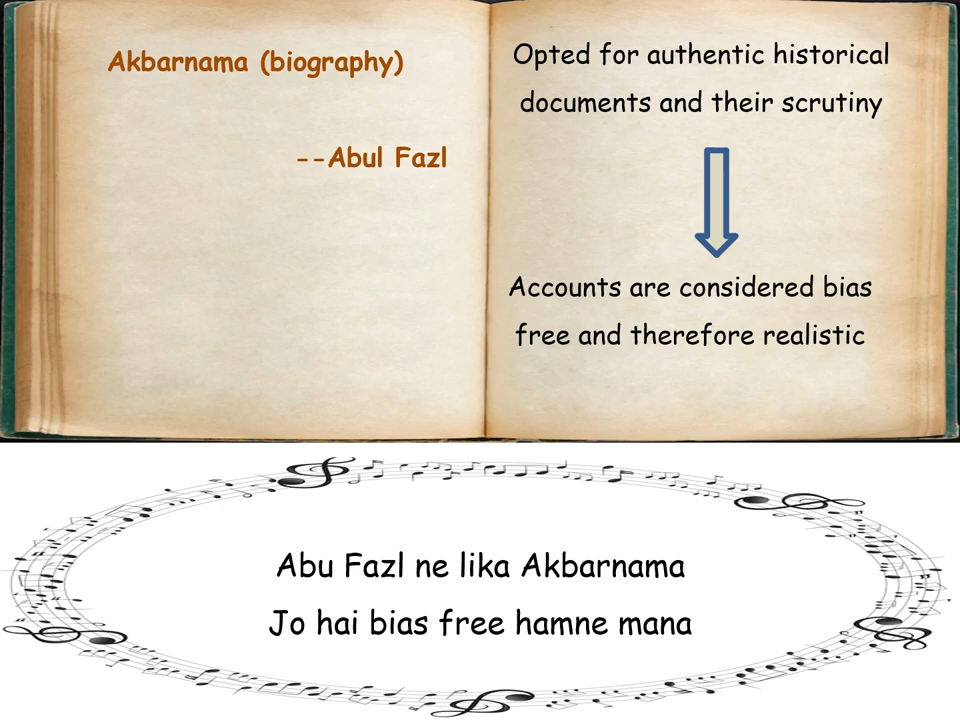 Akbarnama (biography)
--Abul Fazl
Opted for authentic historical
documents and their scrutiny
Accounts are considered bias
free and therefore realistic
Abu Fazl ne lika Akbarnama
Jo hai bias free hamne mana